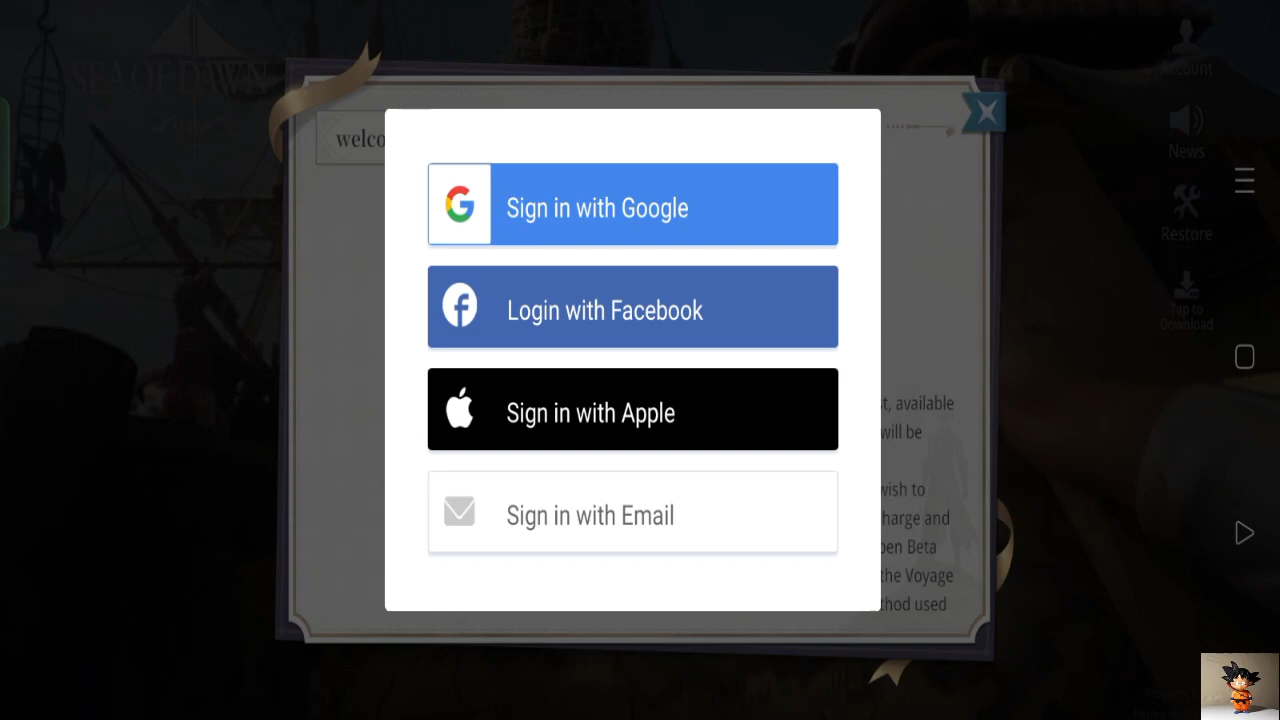 SEA OF DAWN
Account
welco
News
Sign in with Google
Restore
Login with Facebook
Tap to
Download
Sign in with Apple
st, available
will be
wish to
Sign in with Email
harge and
pen Beta
the Voyage
thod used